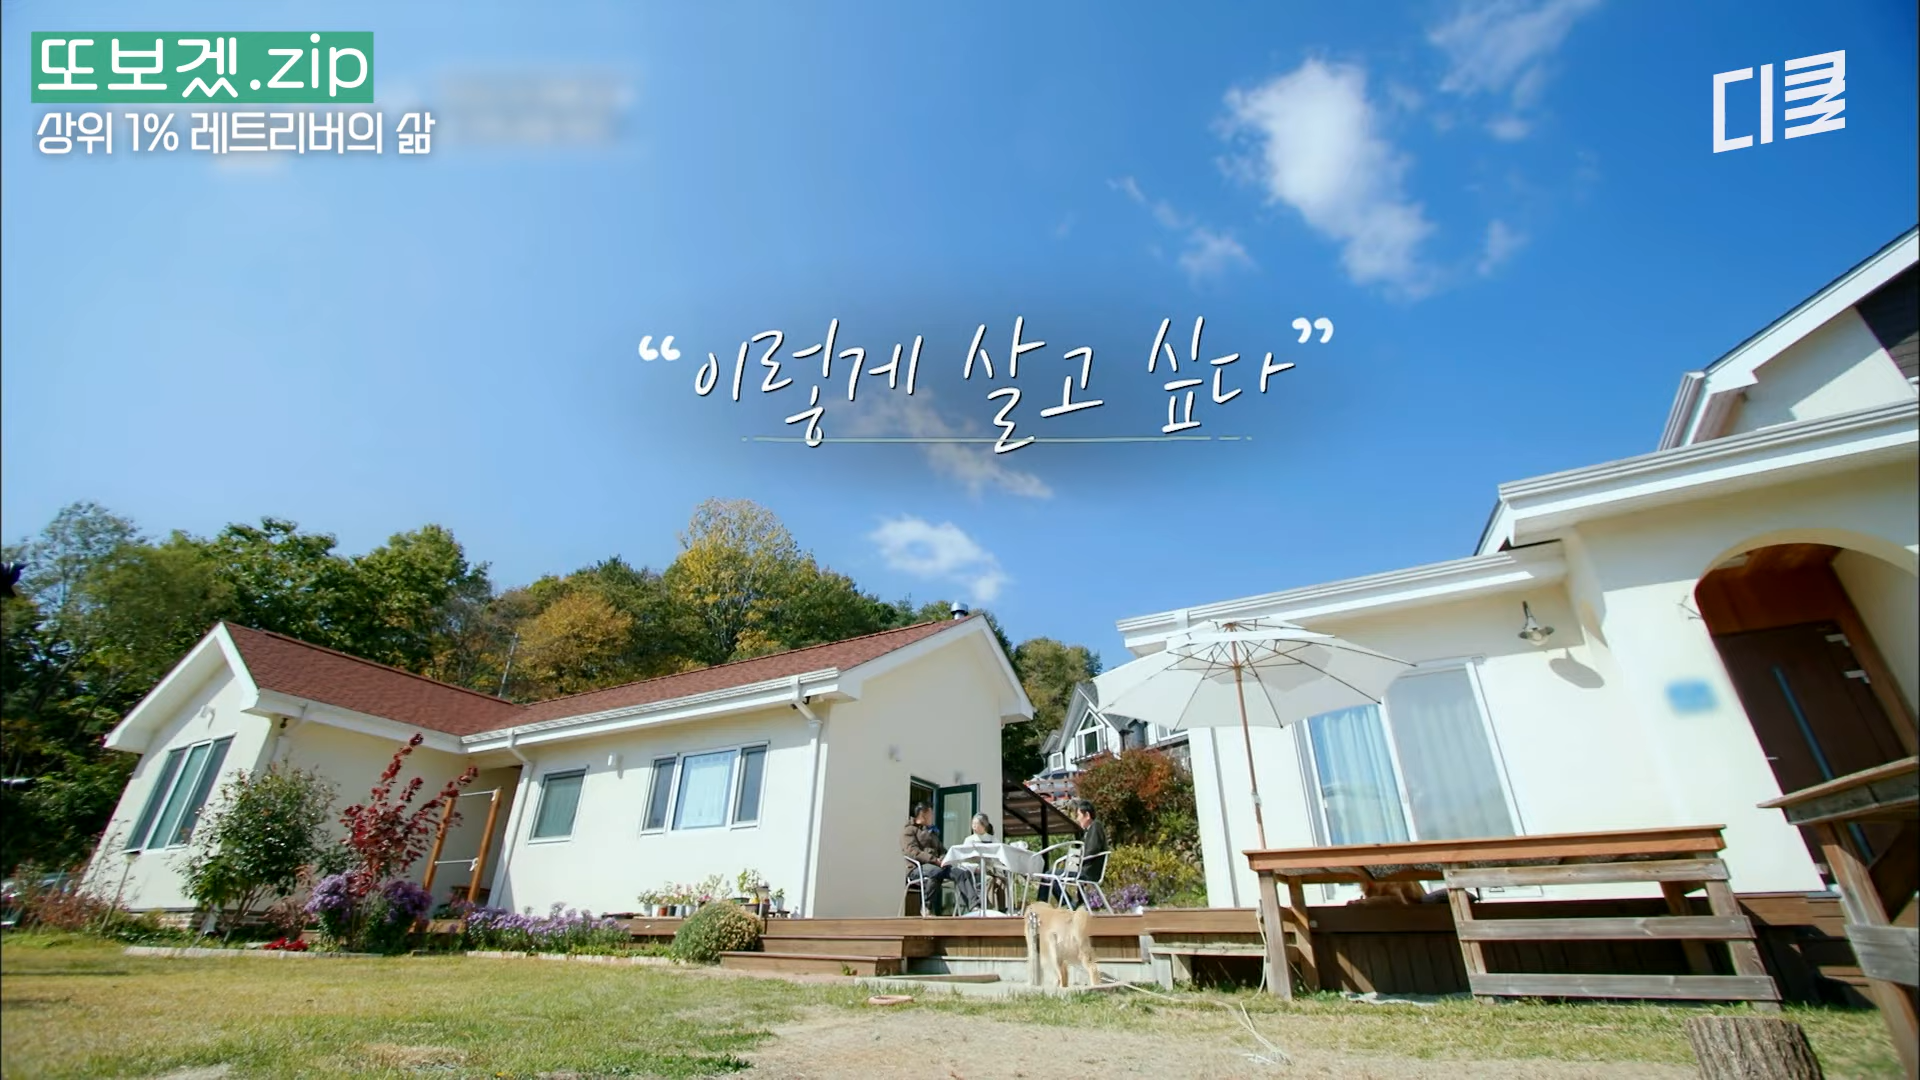 또보겠.zip
상위 1% 레트리버의 삶
디클
“이렇게 살고 싶다”